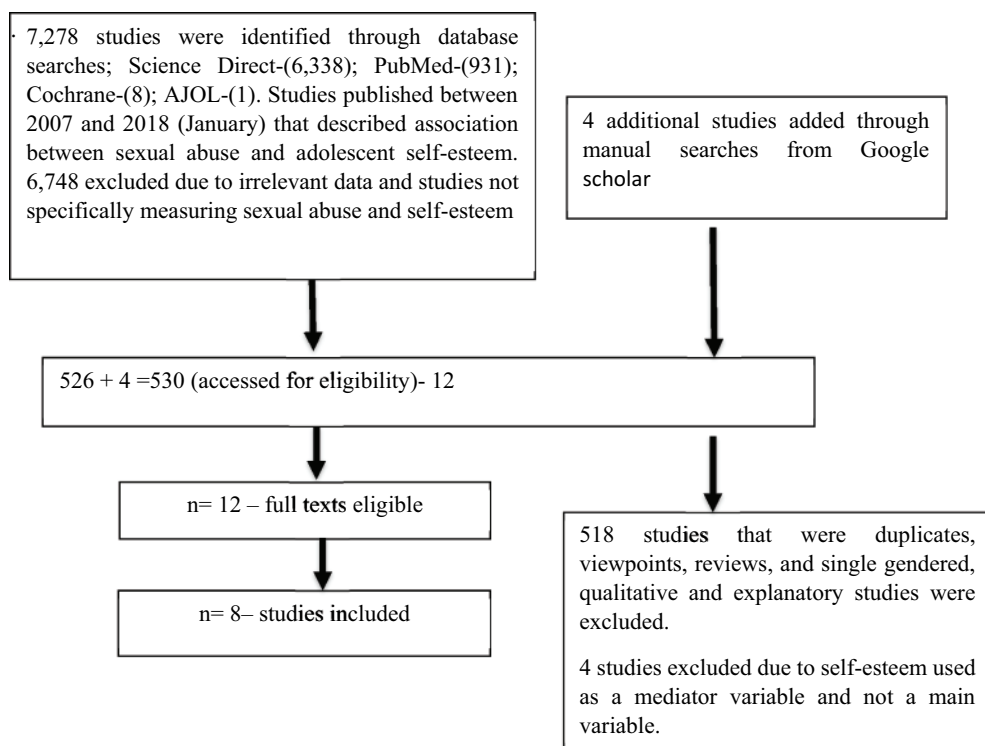 7,278 studies were identified through database
searches; Science Direct-(6,338); PubMed-(931);
Cochrane-(8); AJOL-(1). Studies published between
2007 and 2018 (January) that described association
between sexual abuse and adolescent self-esteem.
6,748 excluded due to irrelevant data and studies not
specifically measuring sexual abuse and self-esteem
4 additional studies added through
manual searches from Google
scholar
526 + 4 =530 (accessed for eligibility)- 12
n= 12 – full texts eligible
n= 8– studies included
518 studies that were duplicates,
viewpoints, reviews, and single gendered,
qualitative and explanatory studies were
excluded.
4 studies excluded due to self-esteem used
as a mediator variable and not a main
variable.